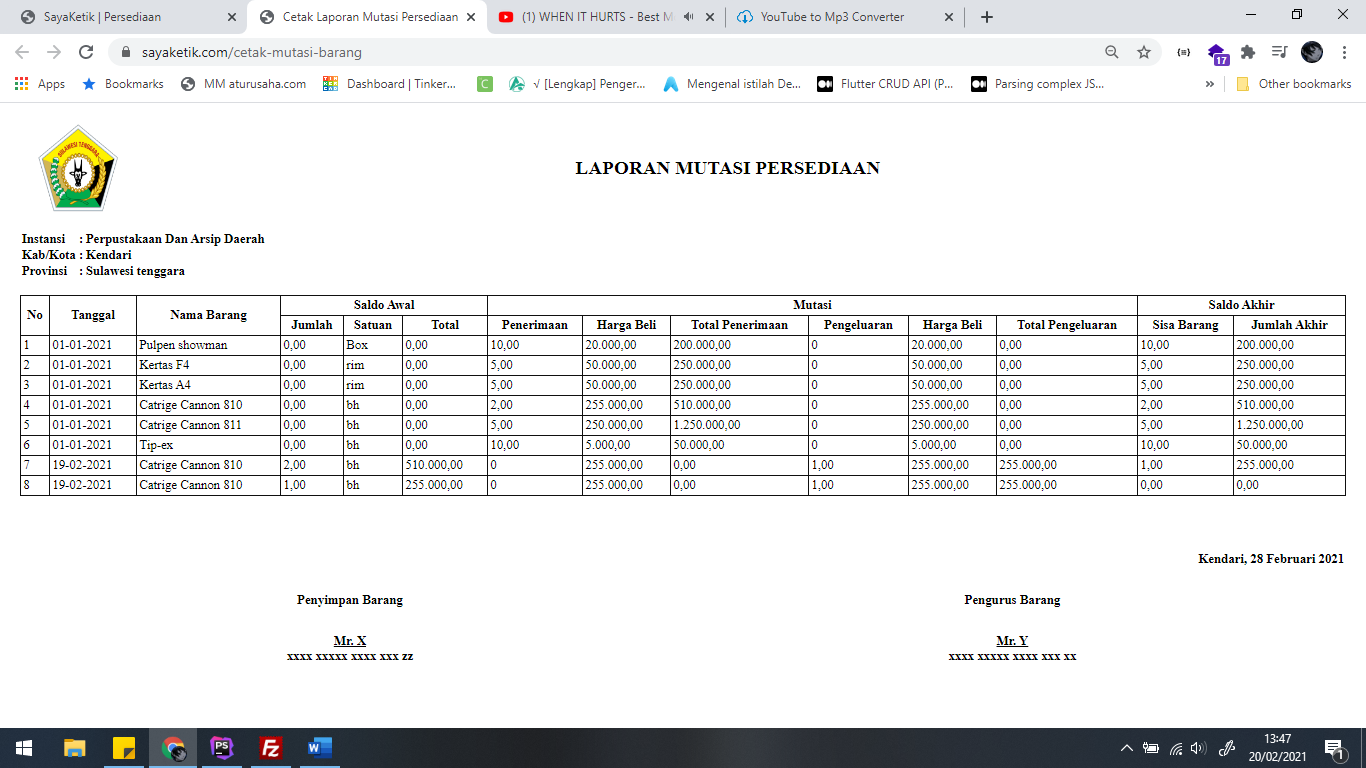 SayaKetik | Persediaan
Cetak Laporan Mutasi Persediaan
(1) WHEN IT HURTS - Best M
YouTube to Mp3 Converter
sayaketik.com/cetak-mutasi-barang
17
Apps Bookmarks MM aturusaha.com Dashboard | Tinker... C √ [Lengkap] Penger... Mengenal istilah De... Flutter CRUD API (P... Parsing complex JS... » Other bookmarks
SULAWESI TENGGARA
LAPORAN MUTASI PERSEDIAAN
Instansi : Perpustakaan Dan Arsip Daerah
Kab/Kota : Kendari
Provinsi : Sulawesi tenggara
No Tanggal Nama Barang Saldo Awal Mutasi Saldo Akhir
Jumlah Satuan Total Penerimaan Harga Beli Total Penerimaan Pengeluaran Harga Beli Total Pengeluaran Sisa Barang Jumlah Akhir
1 01-01-2021 Pulpen showman 0,00 Box 0,00 10,00 20.000,00 200.000,00 0 20.000,00 0,00 10,00 200.000,00
2 01-01-2021 Kertas F4 0,00 rim 0,00 5,00 50.000,00 250.000,00 0 50.000,00 0,00 5,00 250.000,00
3 01-01-2021 Kertas A4 0,00 rim 0,00 5,00 50.000,00 250.000,00 0 50.000,00 0,00 5,00 250.000,00
4 01-01-2021 Catrige Cannon 810 0,00 bh 0,00 2,00 255.000,00 510.000,00 0 255.000,00 0,00 2,00 510.000,00
5 01-01-2021 Catrige Cannon 811 0,00 bh 0,00 5,00 250.000,00 1.250.000,00 0 250.000,00 0,00 5,00 1.250.000,00
6 01-01-2021 Tip-ex 0,00 bh 0,00 10,00 5.000,00 50.000,00 0 5.000,00 0,00 10,00 50.000,00
7 19-02-2021 Catrige Cannon 810 2,00 bh 510.000,00 0 255.000,00 0,00 1,00 255.000,00 255.000,00 1,00 255.000,00
8 19-02-2021 Catrige Cannon 810 1,00 bh 255.000,00 0 255.000,00 0,00 1,00 255.000,00 255.000,00 0,00 0,00
Kendari, 28 Februari 2021
Penyimpan Barang Pengurus Barang
Mr. X Mr. Y
xxxx xxxxx xxxx xxx zz xxxx xxxxx xxxx xxx xx
PS
Fz
W
13:47
20/02/2021
1